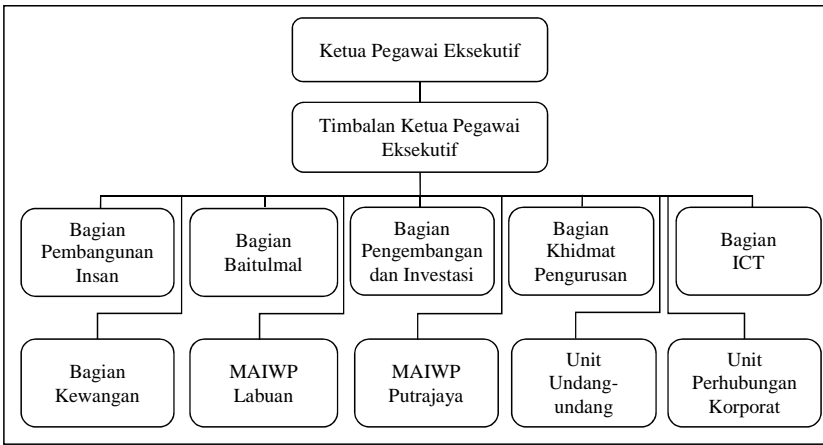 Ketua Pegawai Eksekutif
Timbalan Ketua Pegawai
Eksekutif
Bagian
Pembangunan
Insan
Bagian
Baitulmal
Bagian
Pengembangan
dan Investasi
Bagian
Khidmat
Pengurusan
Bagian
ICT
Bagian
Kewangan
MAIWP
Labuan
MAIWP
Putrajaya
Unit
Undang-
undang
Unit
Perhubungan
Korporat